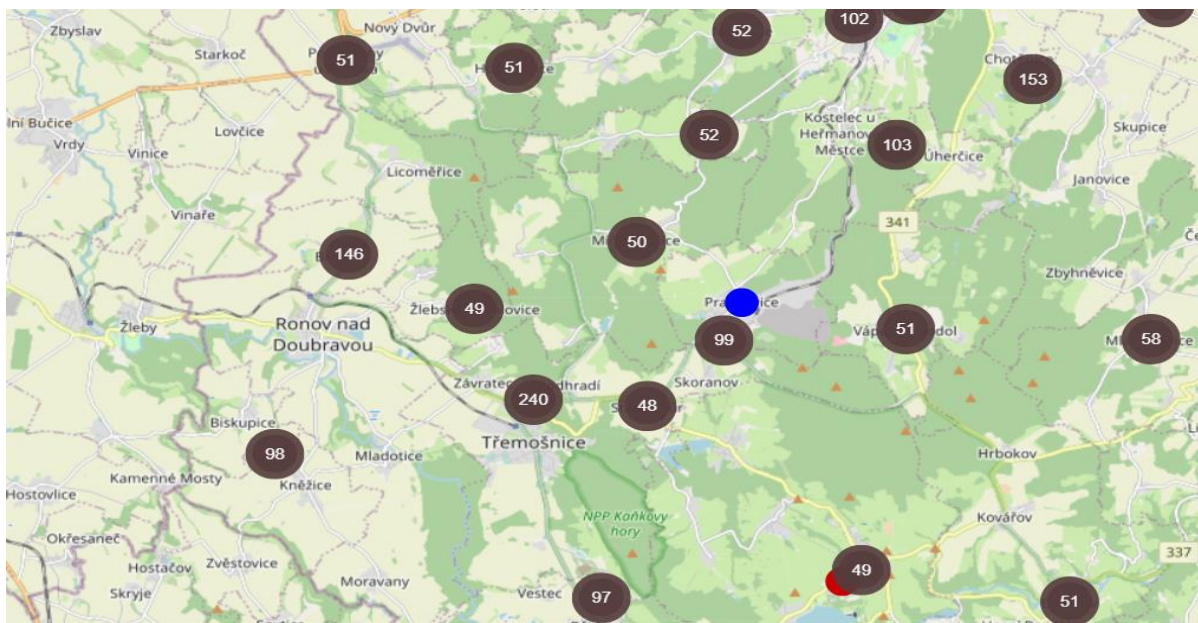 Nový Dvůr
52
102
Zbyslav
Starkoč
51
51
153
Lovčice
52
Kostelec u
Heřmanova
Městce
103
Skupice
Vrdy
Vinice
Úherčice
Licoměřice
Janovice
Vinaře
341
50
146
Zbyhněvice
49
Žleby
Ronov nad
Doubravou
99
51
58
Skoranov
240
48
Biskupice
Třemošnice
98
Mladotice
Hrbokov
Kamenné Mosty
Kněžice
Hostovlice
NPP Kaňkovy
hory
Kovářov
Okřesaneč
337
Hostačov
Zvěstovice
Moravany
49
Skryje
Vestec
97
51